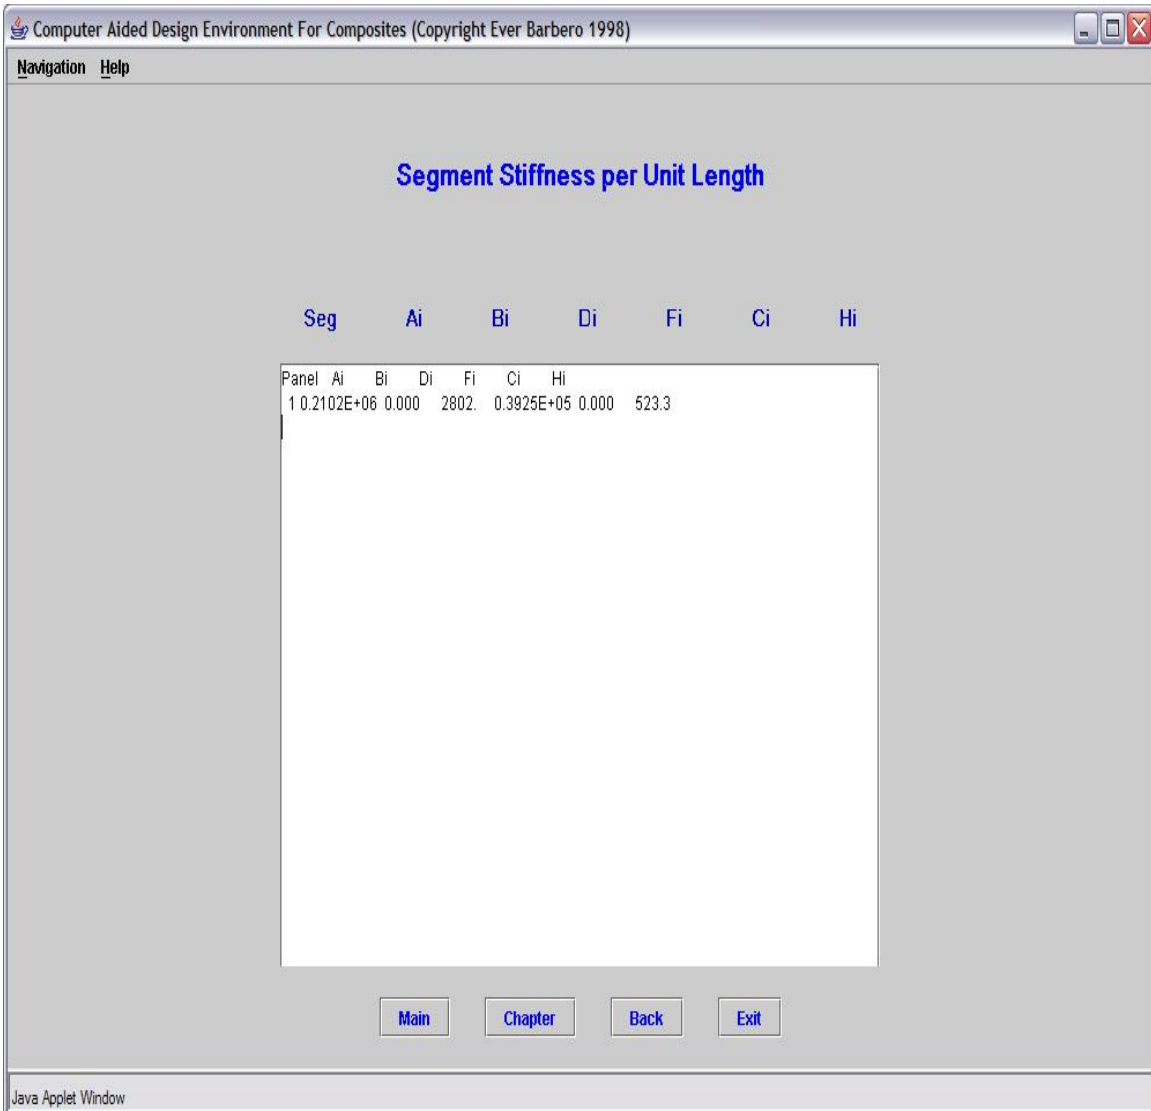 Computer Aided Design Environment For Composites (Copyright Ever Barbero 1998)
Navigation Help
Segment Stiffness per Unit Length
Seg Ai Bi Di Fi Ci Hi
Panel Ai Bi Di Fi Ci Hi
1 0.2102E+06 0.000 2802. 0.3925E+05 0.000 523.3
Main Chapter Back Exit
Java Applet Window